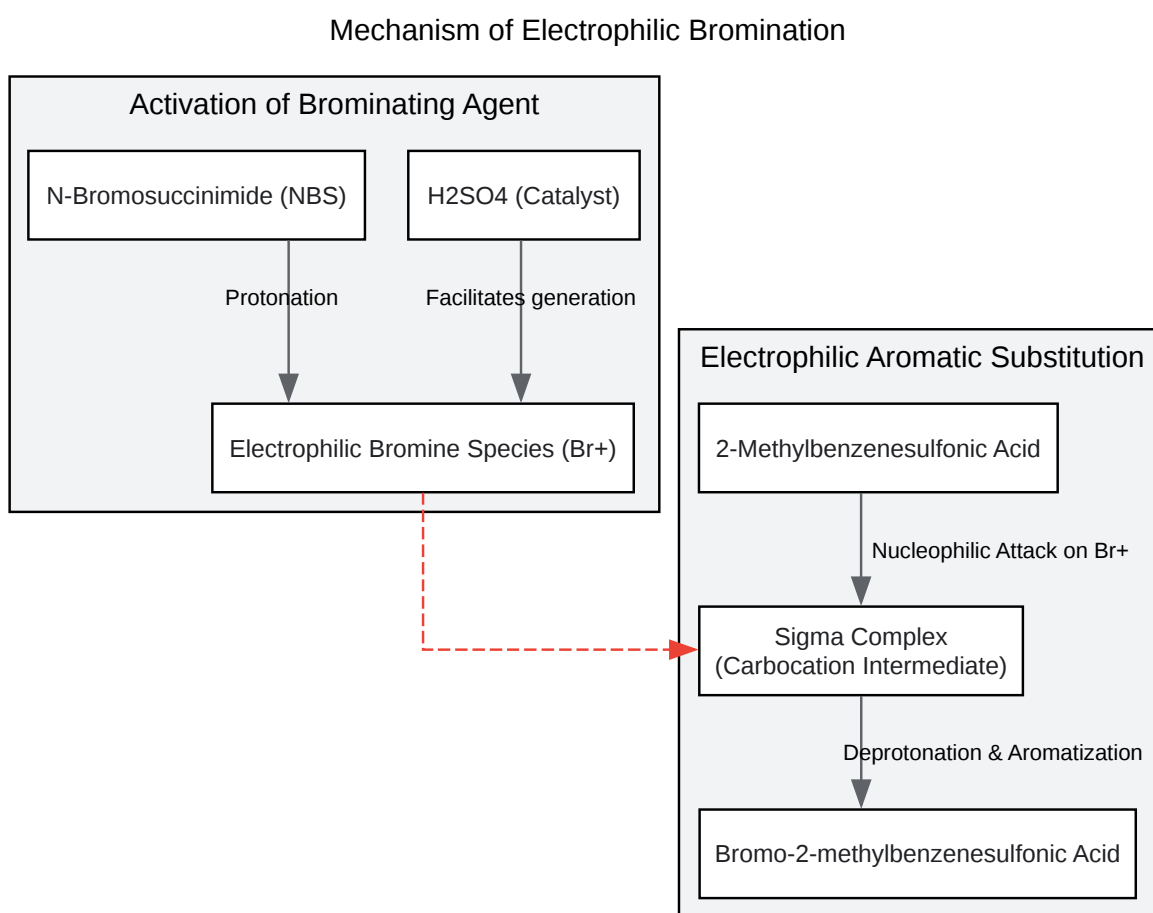 Mechanism of Electrophilic Bromination
Activation of Brominating Agent
N-Bromosuccinimide (NBS)
H2SO4 (Catalyst)
Protonation
Facilitates generation
Electrophilic Bromine Species (Br+)
Electrophilic Aromatic Substitution
2-Methylbenzenesulfonic Acid
Nucleophilic Attack on Br+
Sigma Complex
(Carbocation Intermediate)
Deprotonation & Aromatization
Bromo-2-methylbenzenesulfonic Acid